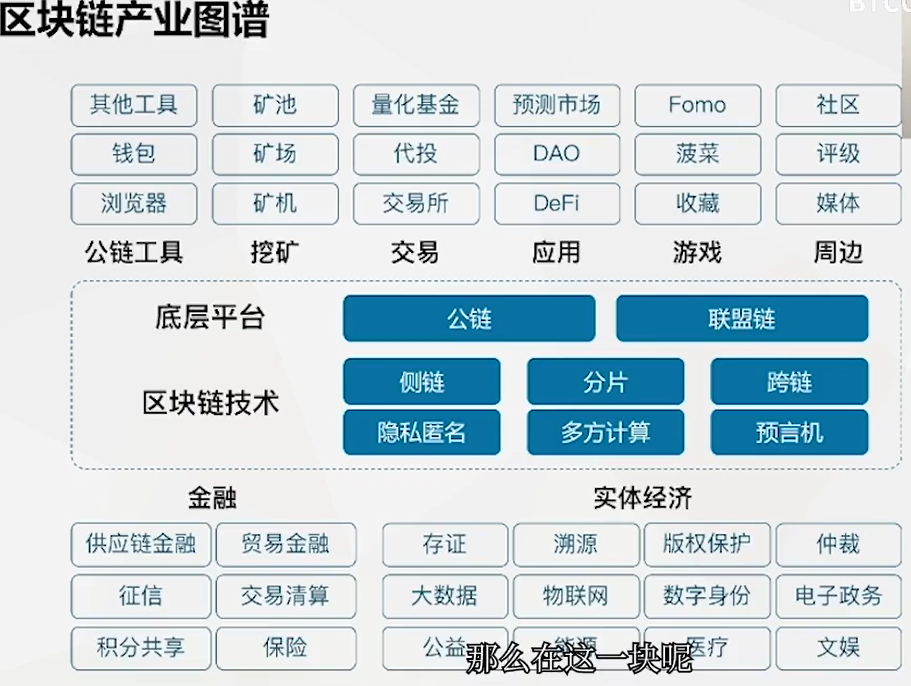 区块链产业图谱
其他工具 矿池 量化基金 预测市场 Fomo 社区
钱包 矿场 代投 DAO 菠菜 评级
浏览器 矿机 交易所 DeFi 收藏 媒体
公链工具 挖矿 交易 应用 游戏 周边
底层平台 公链 联盟链
区块链技术 侧链 分片 跨链
隐私匿名 多方计算 预言机
金融 实体经济
供应链金融 贸易金融 存证 溯源 版权保护 仲裁
征信 交易清算 大数据 物联网 数字身份 电子政务
积分共享 保险 公益 能源 医疗 文娱
那么在这一块呢